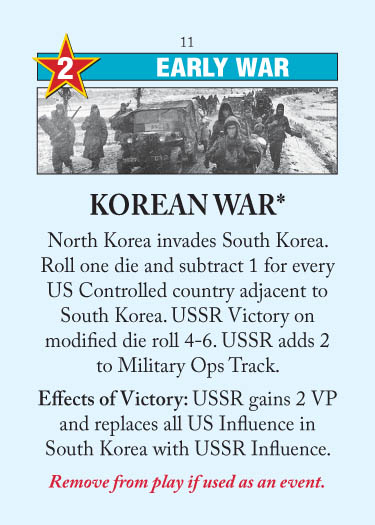 11
2
EARLY WAR
KOREAN WAR*
North Korea invades South Korea.
Roll one die and subtract 1 for every
US Controlled country adjacent to
South Korea. USSR Victory on
modified die roll 4-6. USSR adds 2
to Military Ops Track.
Effects of Victory: USSR gains 2 VP
and replaces all US Influence in
South Korea with USSR Influence.
Remove from play if used as an event.